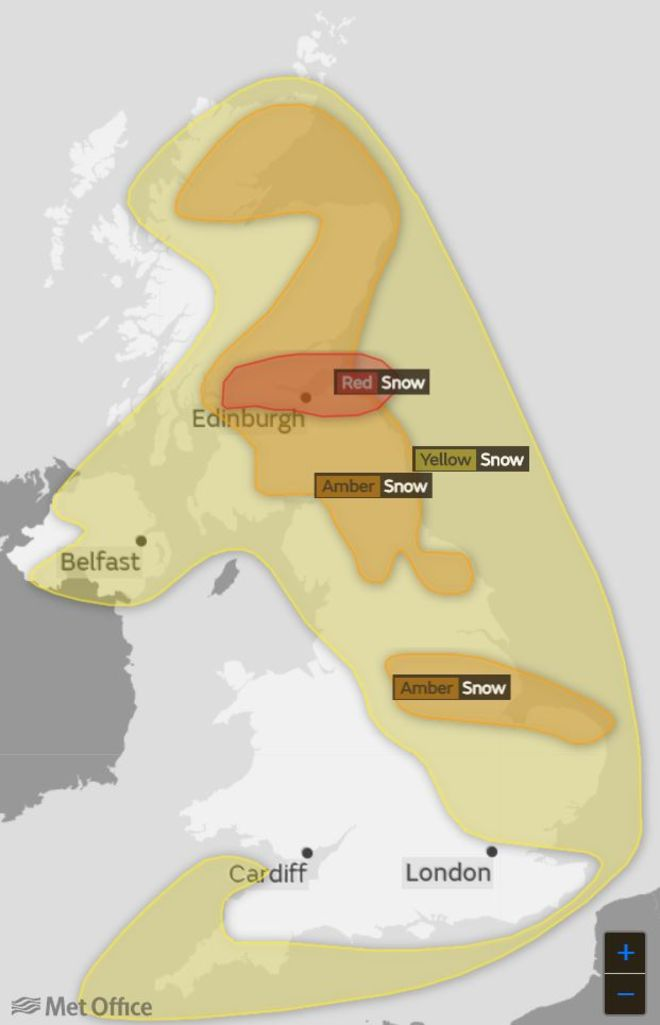 Red Snow
Edinburgh
Yellow Snow
Amber Snow
Belfast
Amber Snow
Cardiff
London
+
−
Met Office